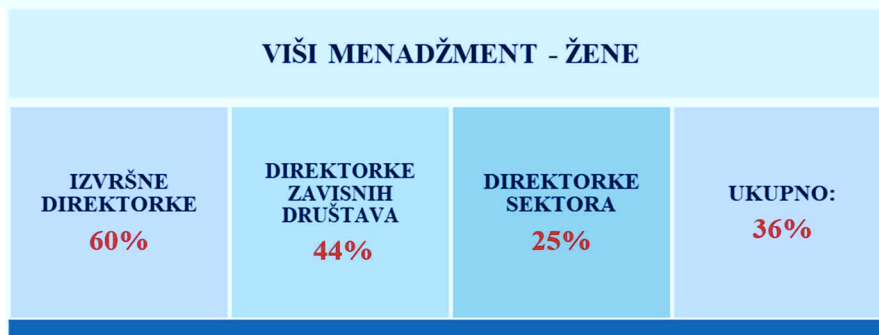 VIŠI MENADŽMENT - ŽENE
IZVRŠNE
DIREKTORKE
60%
DIREKTORKE
ZAVISNIH
DRUŠTAVA
44%
DIREKTORKE
SEKTORA
25%
UKUPNO:
36%